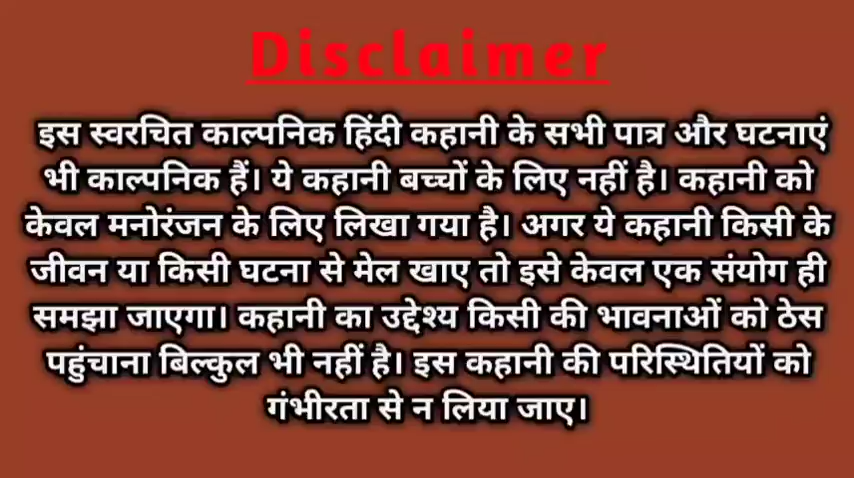 Disclaimer
इस स्वरचित काल्पनिक हिंदी कहानी के सभी पात्र और घटनाएं
भी काल्पनिक हैं। ये कहानी बच्चों के लिए नहीं है। कहानी को
केवल मनोरंजन के लिए लिखा गया है। अगर ये कहानी किसी के
जीवन या किसी घटना से मेल खाए तो इसे केवल एक संयोग ही
समझा जाएगा। कहानी का उद्देश्य किसी की भावनाओं को ठेस
पहुंचाना बिल्कुल भी नहीं है। इस कहानी की परिस्थितियों को
गंभीरता से न लिया जाए।